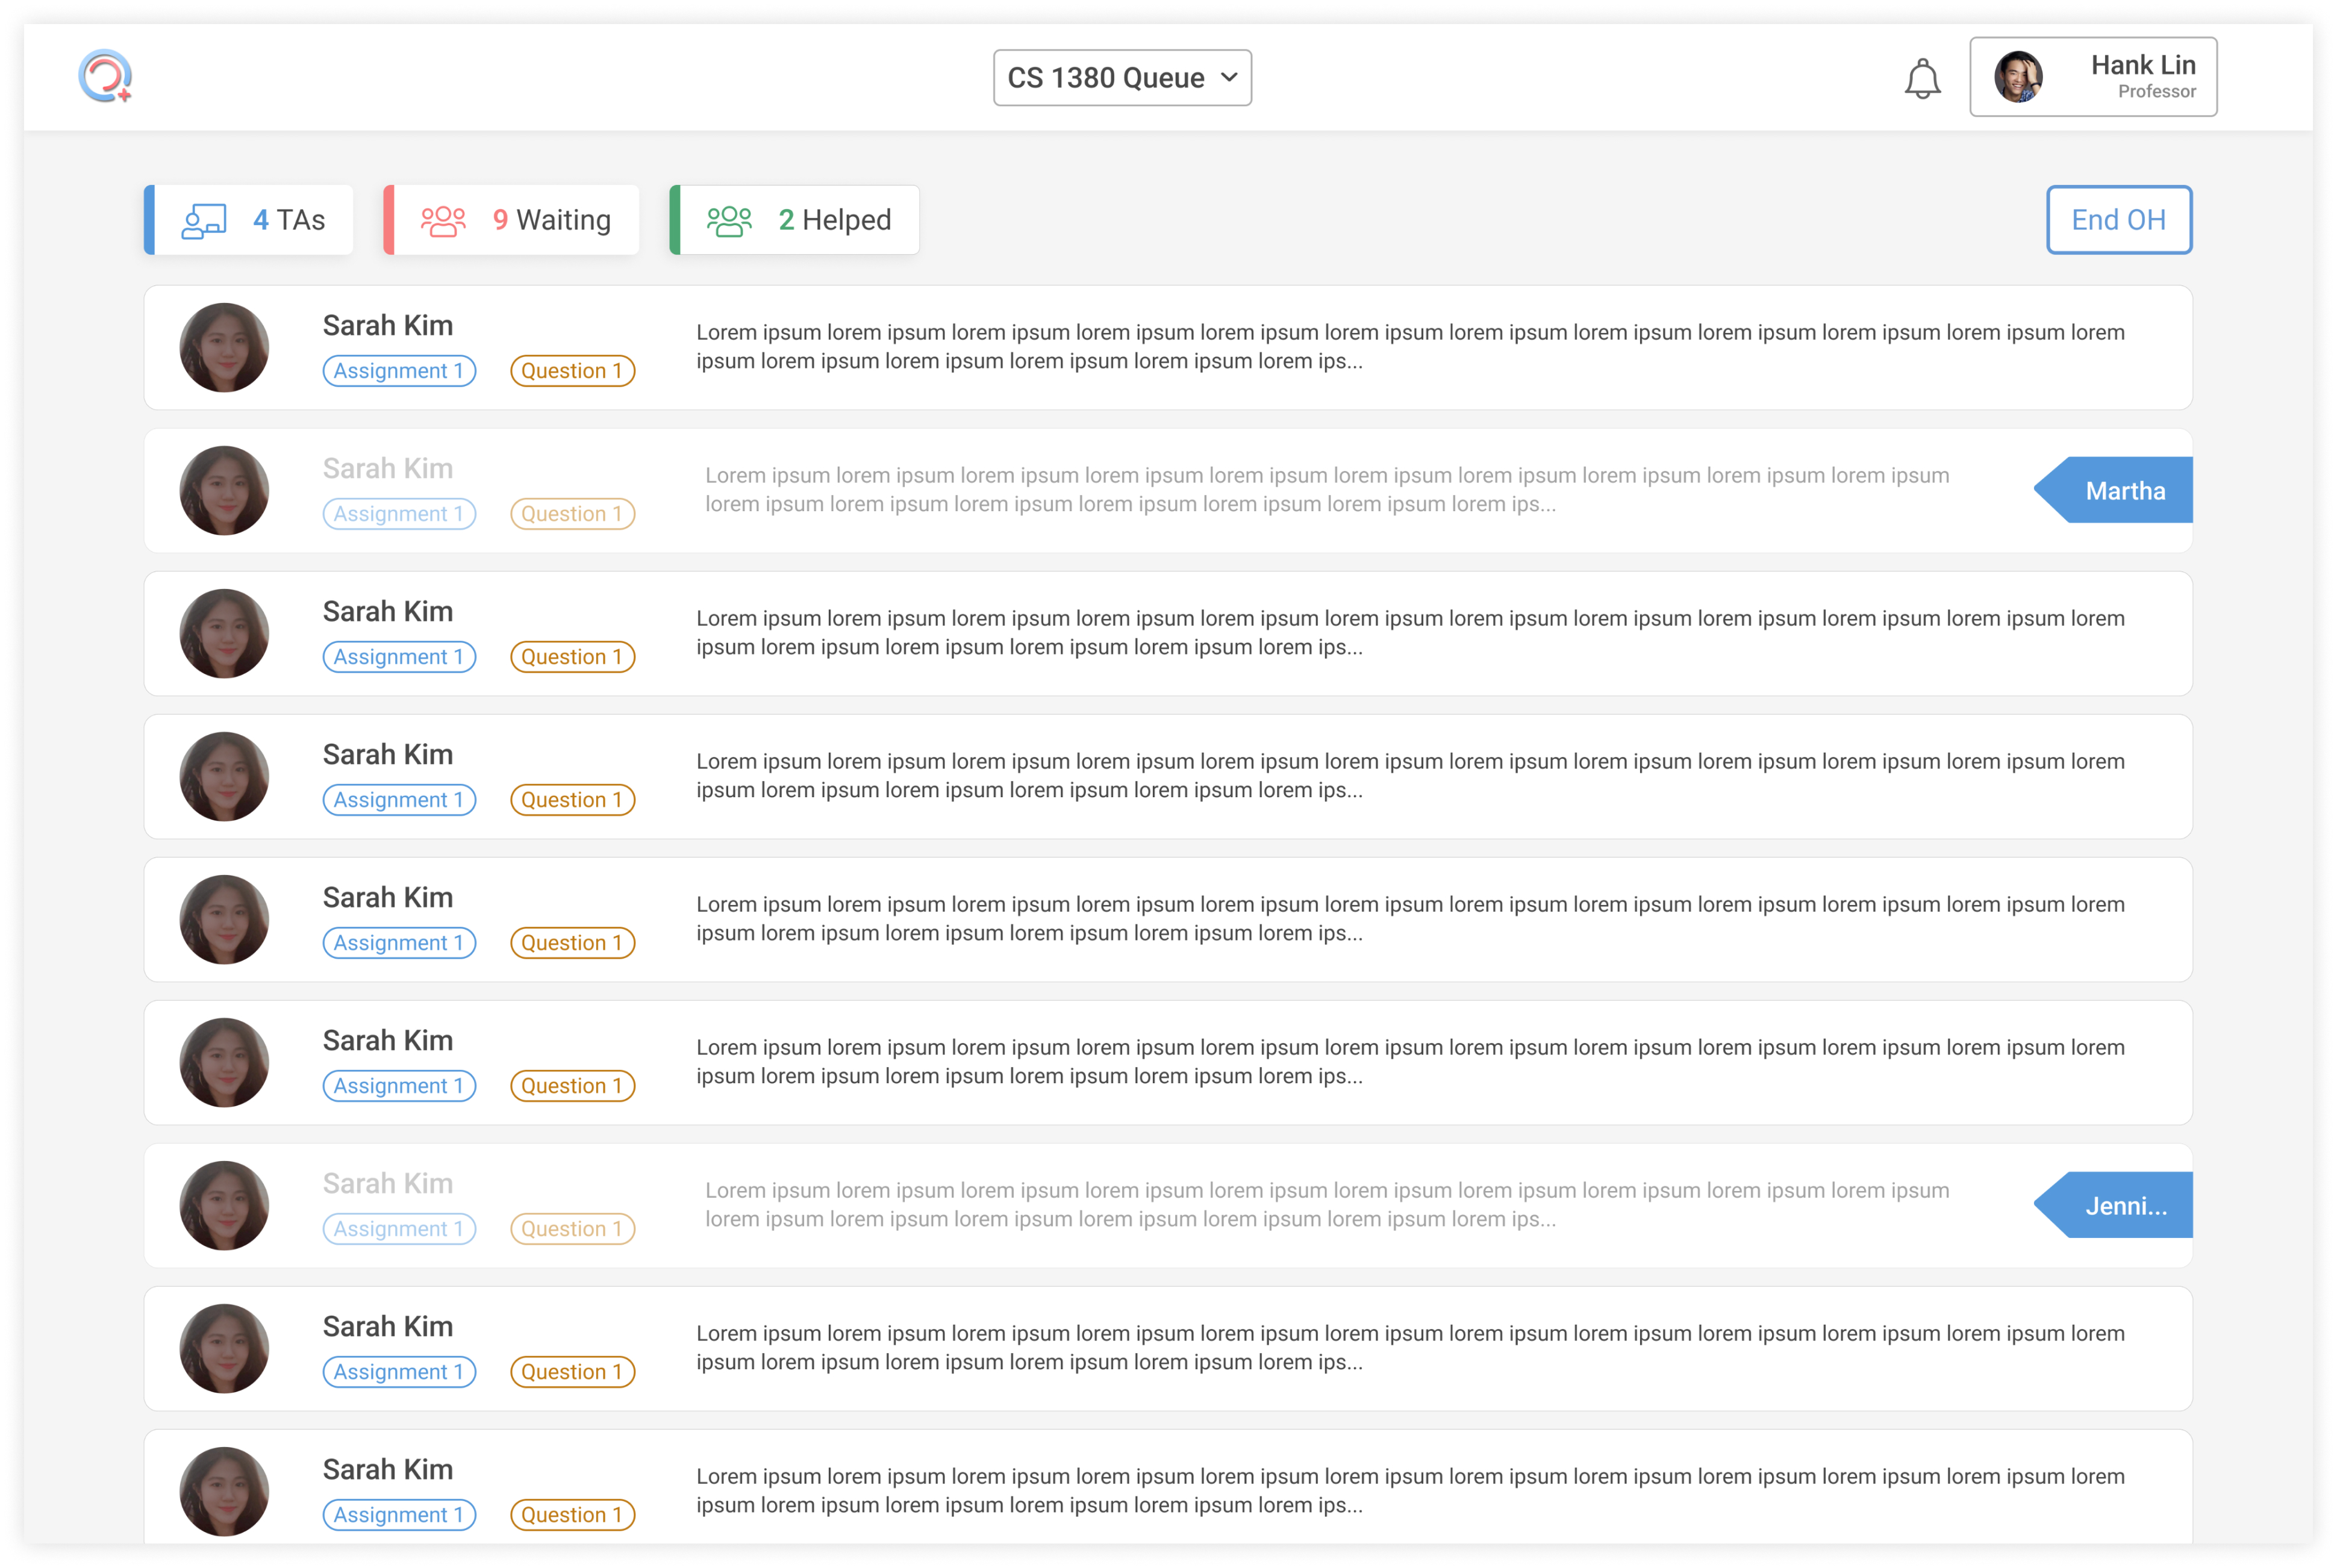 CS 1380 Queue
Hank Lin
Professor
4 TAs
9 Waiting
2 Helped
End OH
Sarah Kim
Assignment 1
Question 1
Lorem ipsum lorem ipsum lorem ipsum lorem ipsum lorem ipsum lorem ipsum lorem ipsum lorem ipsum lorem ipsum lorem ipsum lorem ipsum lorem
ipsum lorem ipsum lorem ipsum lorem ipsum lorem ipsum lorem ips...
Sarah Kim
Assignment 1
Question 1
Lorem ipsum lorem ipsum lorem ipsum lorem ipsum lorem ipsum lorem ipsum lorem ipsum lorem ipsum lorem ipsum lorem ipsum
lorem ipsum lorem ipsum lorem ipsum lorem ipsum lorem ipsum lorem ipsum lorem ips...
Martha
Sarah Kim
Assignment 1
Question 1
Lorem ipsum lorem ipsum lorem ipsum lorem ipsum lorem ipsum lorem ipsum lorem ipsum lorem ipsum lorem ipsum lorem ipsum lorem ipsum lorem
ipsum lorem ipsum lorem ipsum lorem ipsum lorem ipsum lorem ips...
Sarah Kim
Assignment 1
Question 1
Lorem ipsum lorem ipsum lorem ipsum lorem ipsum lorem ipsum lorem ipsum lorem ipsum lorem ipsum lorem ipsum lorem ipsum lorem ipsum lorem
ipsum lorem ipsum lorem ipsum lorem ipsum lorem ipsum lorem ips...
Sarah Kim
Assignment 1
Question 1
Lorem ipsum lorem ipsum lorem ipsum lorem ipsum lorem ipsum lorem ipsum lorem ipsum lorem ipsum lorem ipsum lorem ipsum lorem ipsum lorem
ipsum lorem ipsum lorem ipsum lorem ipsum lorem ipsum lorem ips...
Sarah Kim
Assignment 1
Question 1
Lorem ipsum lorem ipsum lorem ipsum lorem ipsum lorem ipsum lorem ipsum lorem ipsum lorem ipsum lorem ipsum lorem ipsum lorem ipsum lorem
ipsum lorem ipsum lorem ipsum lorem ipsum lorem ipsum lorem ips...
Sarah Kim
Assignment 1
Question 1
Lorem ipsum lorem ipsum lorem ipsum lorem ipsum lorem ipsum lorem ipsum lorem ipsum lorem ipsum lorem ipsum lorem ipsum
lorem ipsum lorem ipsum lorem ipsum lorem ipsum lorem ipsum lorem ipsum lorem ips...
Jenni...
Sarah Kim
Assignment 1
Question 1
Lorem ipsum lorem ipsum lorem ipsum lorem ipsum lorem ipsum lorem ipsum lorem ipsum lorem ipsum lorem ipsum lorem ipsum lorem ipsum lorem
ipsum lorem ipsum lorem ipsum lorem ipsum lorem ipsum lorem ips...
Sarah Kim
Assignment 1
Question 1
Lorem ipsum lorem ipsum lorem ipsum lorem ipsum lorem ipsum lorem ipsum lorem ipsum lorem ipsum lorem ipsum lorem ipsum lorem ipsum lorem
ipsum lorem ipsum lorem ipsum lorem ipsum lorem ipsum lorem ips...